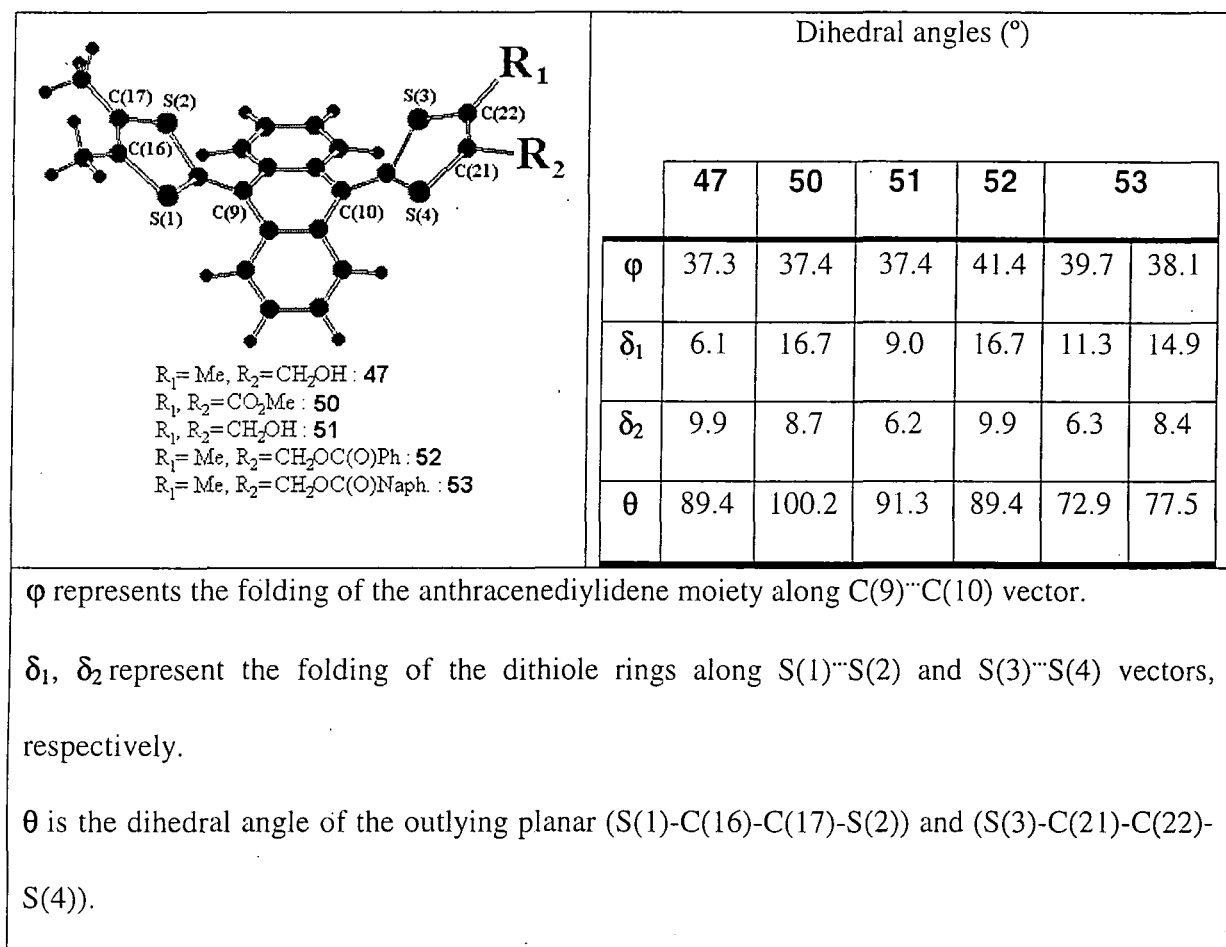 R1
R2
C(17)
S(2)
C(16)
S(1)
C(9)
C(10)
S(3)
C(22)
C(21)
S(4)
R1= Me, R2=CH2OH : 47
R1, R2=CO2Me : 50
R1, R2=CH2OH : 51
R1= Me, R2=CH2OC(O)Ph : 52
R1= Me, R2=CH2OC(O)Naph. : 53
Dihedral angles (º)
47 50 51 52 53
φ 37.3 37.4 37.4 41.4 39.7 38.1
δ1 6.1 16.7 9.0 16.7 11.3 14.9
δ2 9.9 8.7 6.2 9.9 6.3 8.4
θ 89.4 100.2 91.3 89.4 72.9 77.5
φ represents the folding of the anthracenediylidene moiety along C(9)···C(10) vector.
δ1, δ2 represent the folding of the dithiole rings along S(1)···S(2) and S(3)···S(4) vectors,
respectively.
θ is the dihedral angle of the outlying planar (S(1)-C(16)-C(17)-S(2)) and (S(3)-C(21)-C(22)-
S(4)).